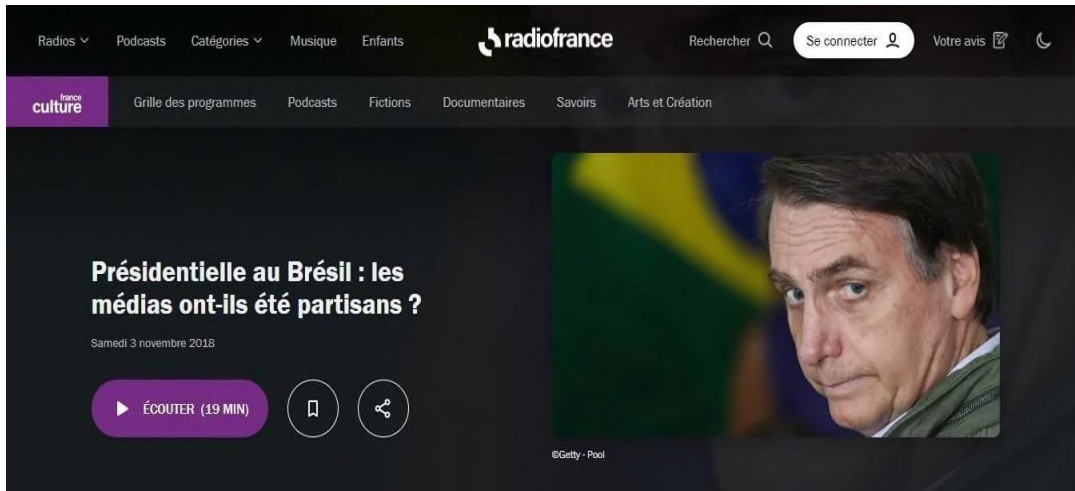 Radios Podcasts Catégories Musique Enfants radiofrance Rechercher Se connecter Votre avis
france
culture Grille des programmes Podcasts Fictions Documentaires Savoirs Arts et Création
Présidentielle au Brésil : les
médias ont-ils été partisans ?
Samedi 3 novembre 2018
ÉCOUTER (19 MIN)
©Getty - Pool